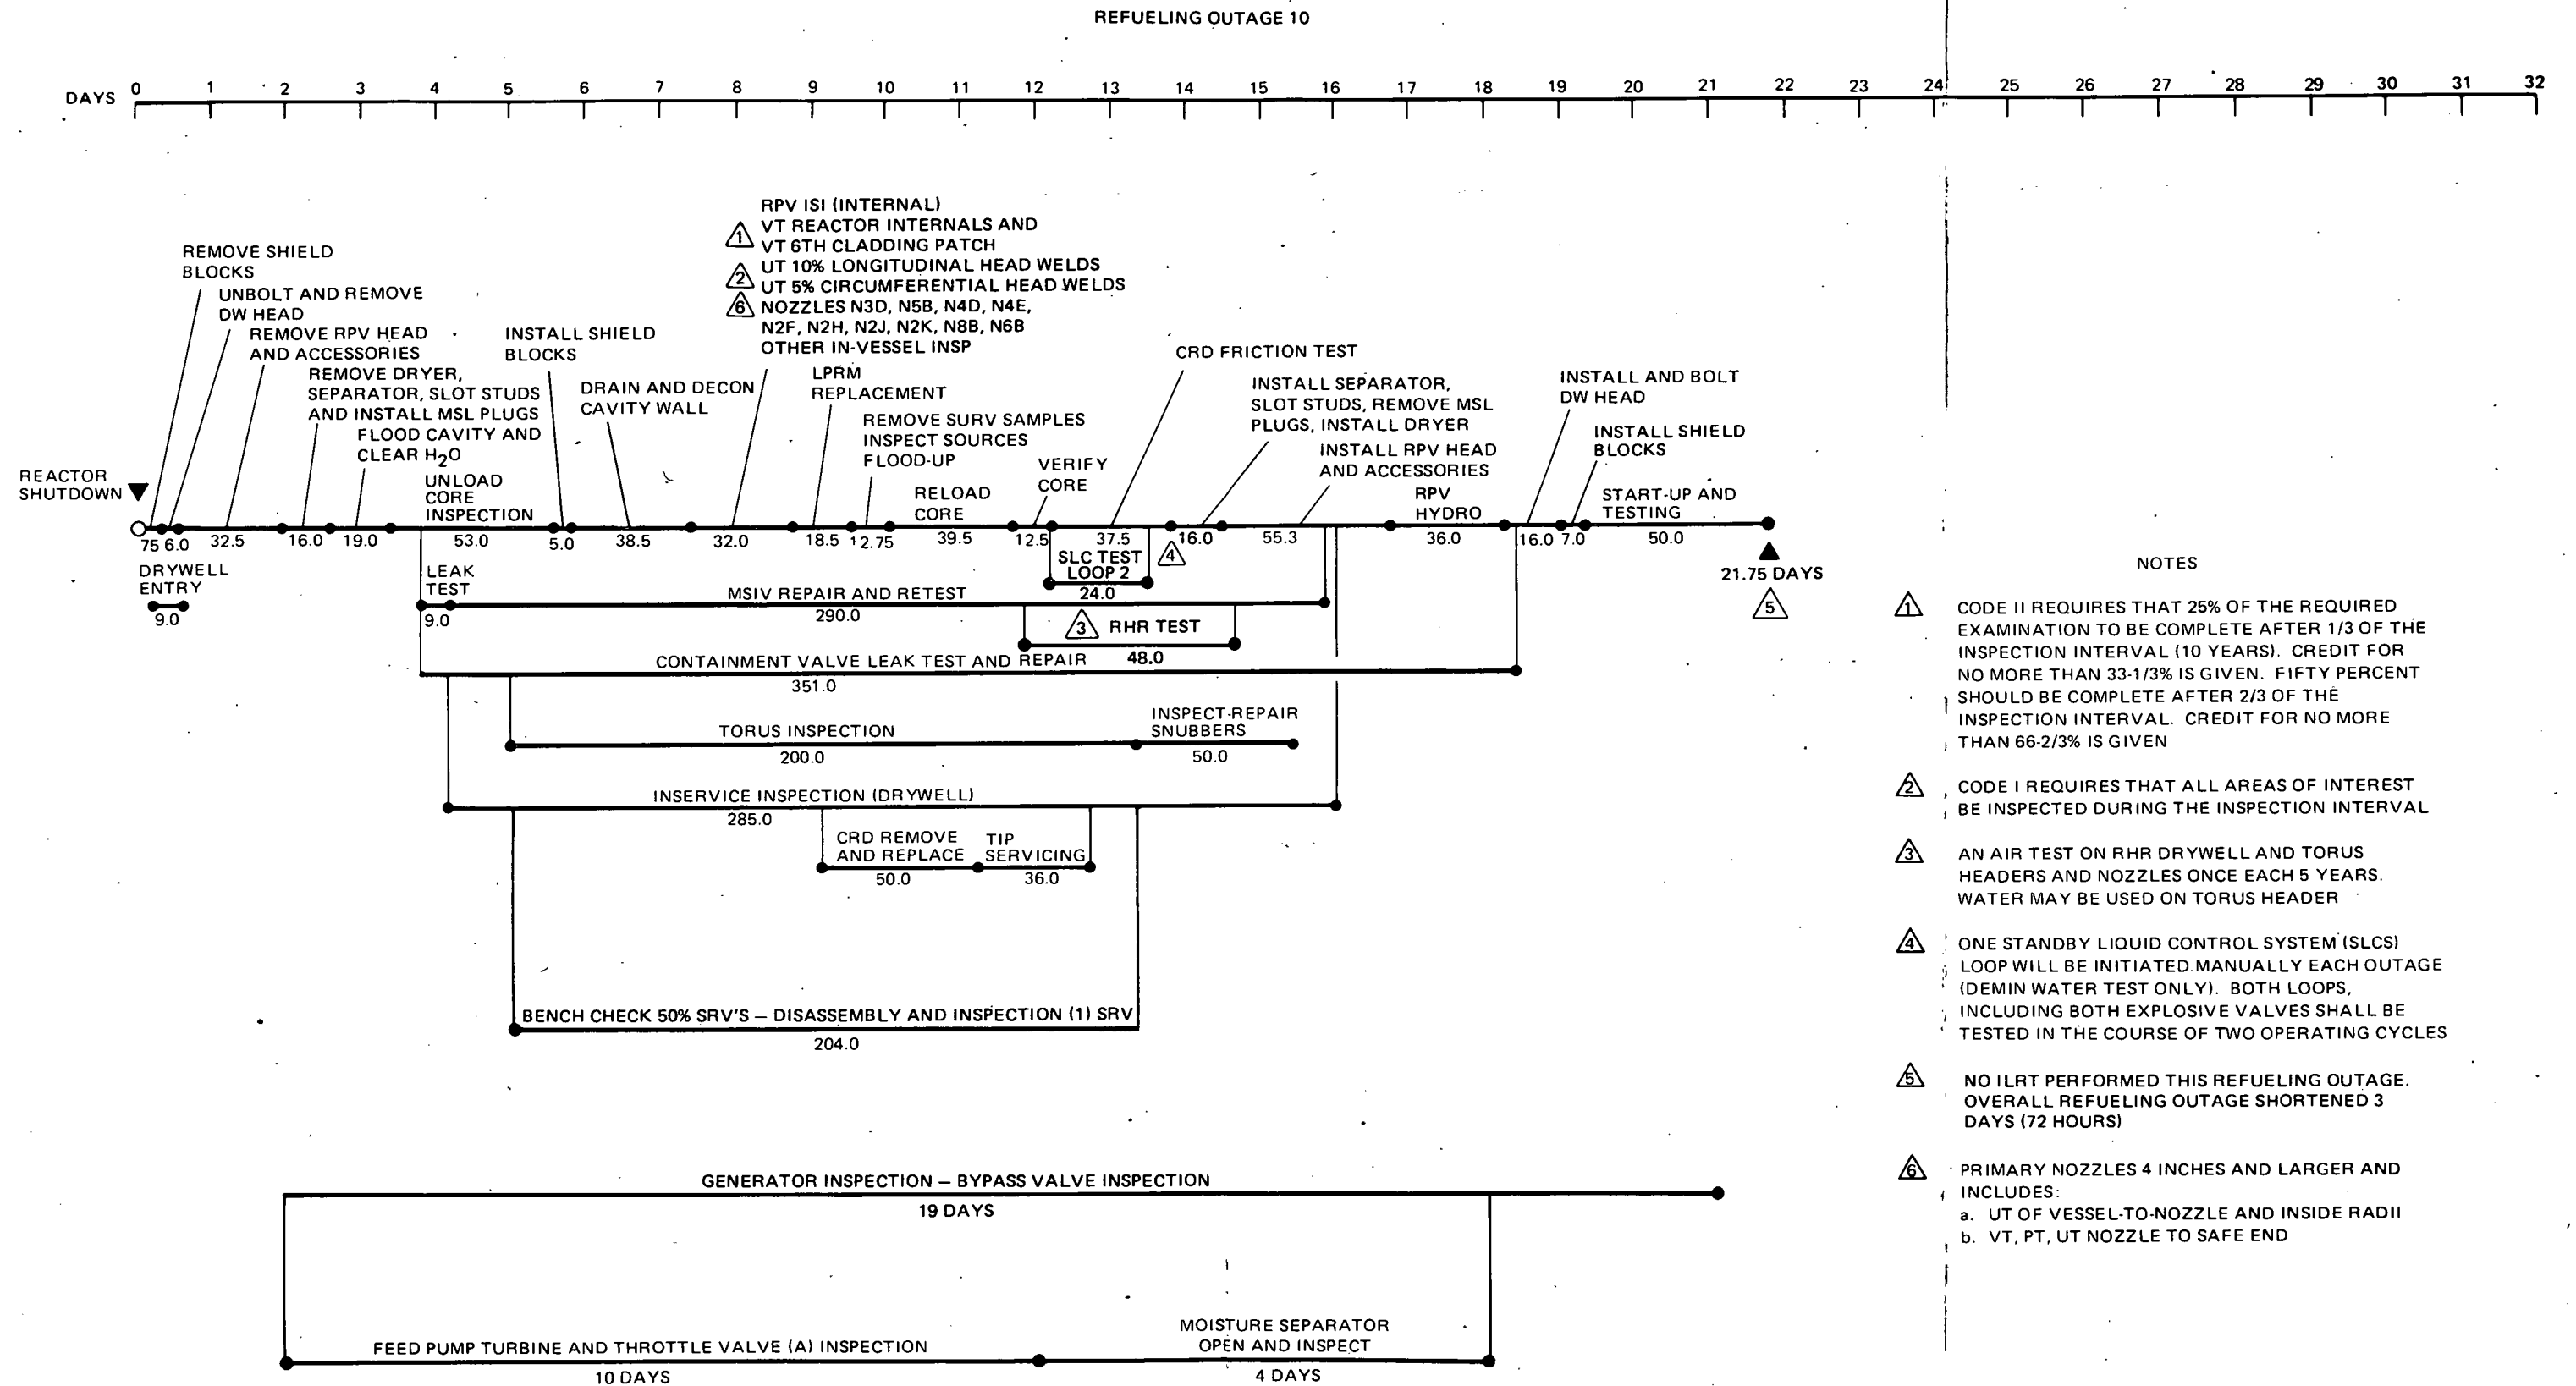 REFUELING OUTAGE 10
DAYS 0 1 2 3 4 5 6 7 8 9 10 11 12 13 14 15 16 17 18 19 20 21 22 23 24 25 26 27 28 29 30 31 32
REACTOR
SHUTDOWN
REMOVE SHIELD
BLOCKS
UNBOLT AND REMOVE
DW HEAD
REMOVE RPV HEAD
AND ACCESSORIES
REMOVE DRYER,
SEPARATOR, SLOT STUDS
AND INSTALL MSL PLUGS
FLOOD CAVITY AND
CLEAR H2O
UNLOAD
CORE
INSPECTION
INSTALL SHIELD
BLOCKS
DRAIN AND DECON
CAVITY WALL
RPV ISI (INTERNAL)
1 VT REACTOR INTERNALS AND
VT 6TH CLADDING PATCH
2 UT 10% LONGITUDINAL HEAD WELDS
UT 5% CIRCUMFERENTIAL HEAD WELDS
6 NOZZLES N3D, N5B, N4D, N4E,
N2F, N2H, N2J, N2K, N8B, N6B
OTHER IN-VESSEL INSP
LPRM
REPLACEMENT
REMOVE SURV SAMPLES
INSPECT SOURCES
FLOOD-UP
RELOAD
CORE
VERIFY
CORE
CRD FRICTION TEST
INSTALL SEPARATOR,
SLOT STUDS, REMOVE MSL
PLUGS, INSTALL DRYER
INSTALL RPV HEAD
AND ACCESSORIES
RPV
HYDRO
INSTALL AND BOLT
DW HEAD
INSTALL SHIELD
BLOCKS
START-UP AND
TESTING
75 6.0 32.5 16.0 19.0 53.0 5.0 38.5 32.0 18.5 12.75 39.5 12.5 37.5 16.0 55.3 36.0 16.0 7.0 50.0
DRYWELL
ENTRY
9.0
LEAK
TEST
9.0
SLC TEST
LOOP 2
24.0
4
21.75 DAYS
5
MSIV REPAIR AND RETEST
290.0
3 RHR TEST
48.0
CONTAINMENT VALVE LEAK TEST AND REPAIR
351.0
TORUS INSPECTION
200.0
INSPECT-REPAIR
SNUBBERS
50.0
INSERVICE INSPECTION (DRYWELL)
285.0
CRD REMOVE
AND REPLACE
50.0
TIP
SERVICING
36.0
BENCH CHECK 50% SRV'S — DISASSEMBLY AND INSPECTION (1) SRV
204.0
GENERATOR INSPECTION — BYPASS VALVE INSPECTION
19 DAYS
FEED PUMP TURBINE AND THROTTLE VALVE (A) INSPECTION
10 DAYS
MOISTURE SEPARATOR
OPEN AND INSPECT
4 DAYS
NOTES
1 CODE II REQUIRES THAT 25% OF THE REQUIRED
EXAMINATION TO BE COMPLETE AFTER 1/3 OF THE
INSPECTION INTERVAL (10 YEARS). CREDIT FOR
NO MORE THAN 33-1/3% IS GIVEN. FIFTY PERCENT
SHOULD BE COMPLETE AFTER 2/3 OF THE
INSPECTION INTERVAL. CREDIT FOR NO MORE
THAN 66-2/3% IS GIVEN
2 CODE I REQUIRES THAT ALL AREAS OF INTEREST
BE INSPECTED DURING THE INSPECTION INTERVAL
3 AN AIR TEST ON RHR DRYWELL AND TORUS
HEADERS AND NOZZLES ONCE EACH 5 YEARS.
WATER MAY BE USED ON TORUS HEADER
4 ONE STANDBY LIQUID CONTROL SYSTEM (SLCS)
LOOP WILL BE INITIATED MANUALLY EACH OUTAGE
(DEMIN WATER TEST ONLY). BOTH LOOPS,
INCLUDING BOTH EXPLOSIVE VALVES SHALL BE
TESTED IN THE COURSE OF TWO OPERATING CYCLES
5 NO ILRT PERFORMED THIS REFUELING OUTAGE.
OVERALL REFUELING OUTAGE SHORTENED 3
DAYS (72 HOURS)
6 PRIMARY NOZZLES 4 INCHES AND LARGER AND
INCLUDES:
a. UT OF VESSEL-TO-NOZZLE AND INSIDE RADII
b. VT, PT, UT NOZZLE TO SAFE END